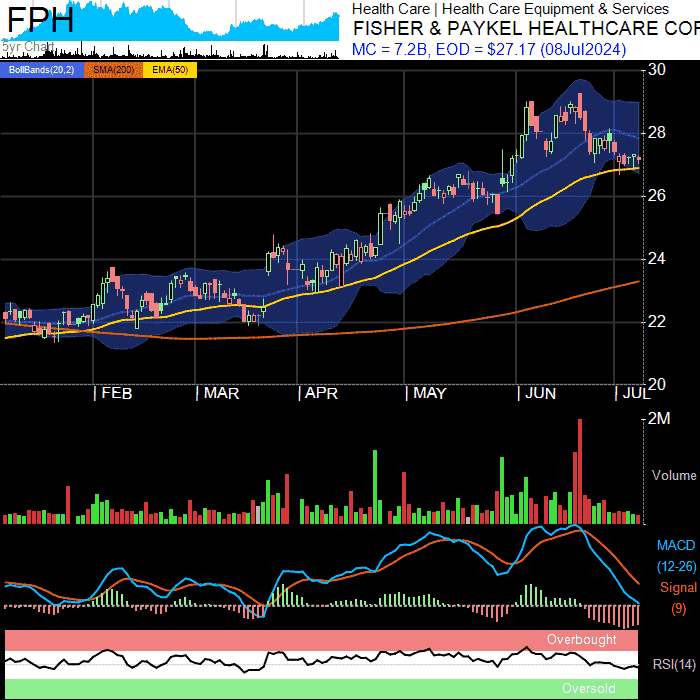 FPH
5yr Chart
Health Care | Health Care Equipment & Services
FISHER & PAYKEL HEALTHCARE COR
MC = 7.2B, EOD = $27.17 (08Jul2024)
BollBands(20,2) SMA(200) EMA(50)
30
28
26
24
22
20
| FEB | MAR | APR | MAY | JUN | JUL
2M
Volume
MACD
(12-26)
Signal
(9)
Overbought
RSI(14)
Oversold